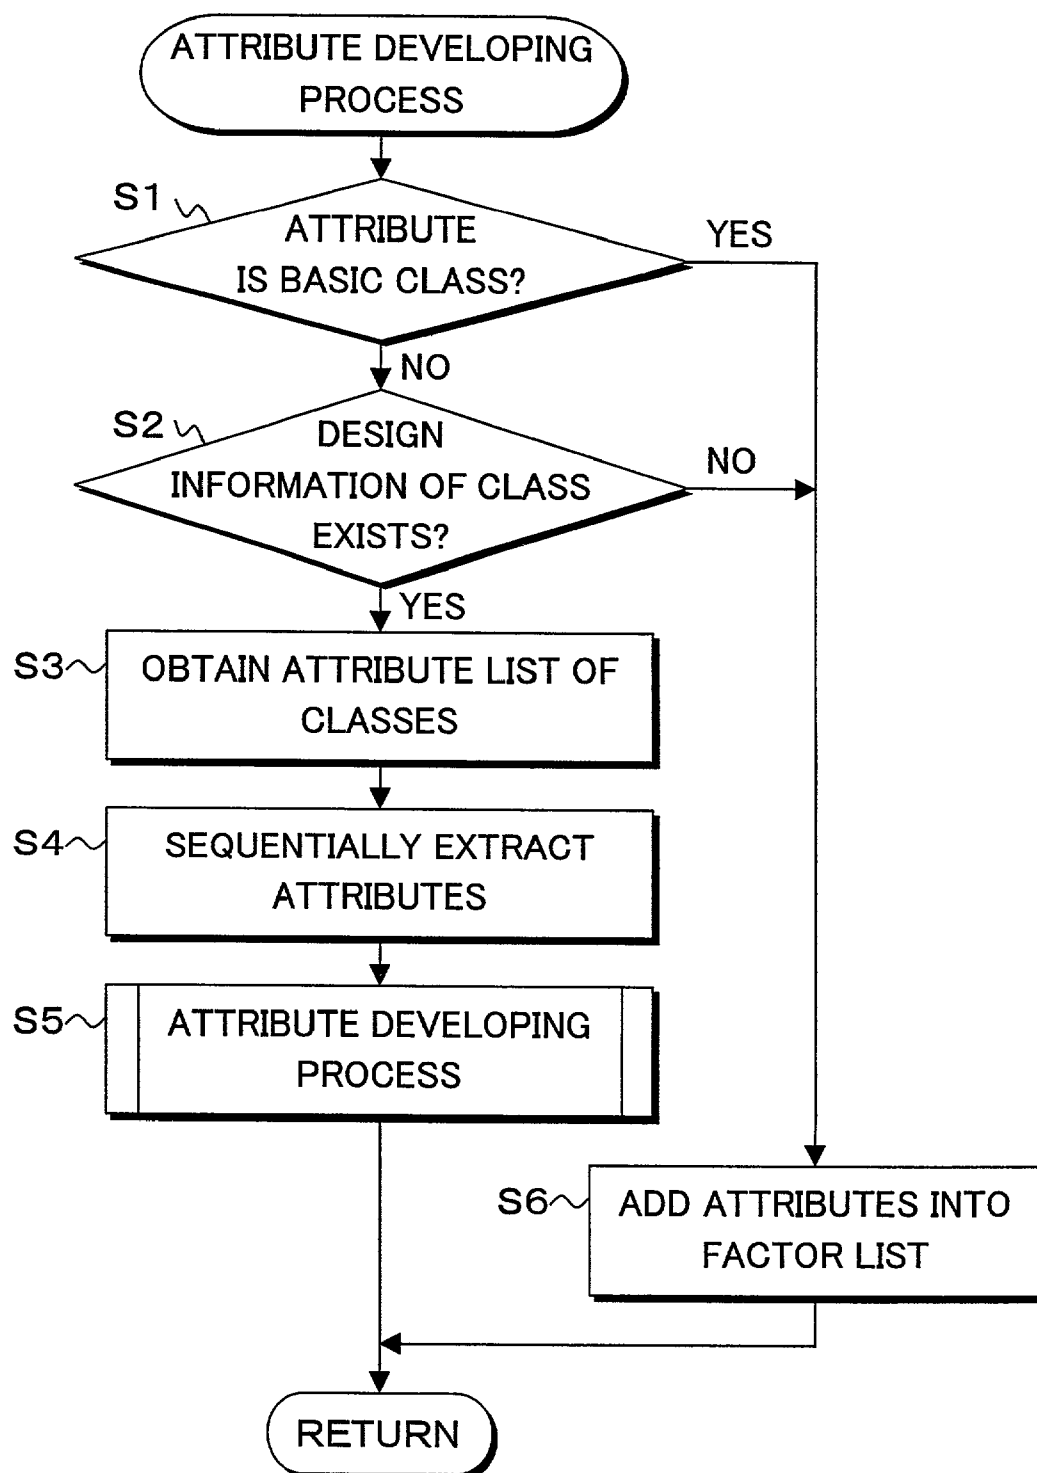 ATTRIBUTE DEVELOPING
PROCESS
S1
ATTRIBUTE
IS BASIC CLASS?
YES
NO
S2
DESIGN
INFORMATION OF CLASS
EXISTS?
NO
YES
S3
OBTAIN ATTRIBUTE LIST OF
CLASSES
S4
SEQUENTIALLY EXTRACT
ATTRIBUTES
S5
ATTRIBUTE DEVELOPING
PROCESS
S6
ADD ATTRIBUTES INTO
FACTOR LIST
RETURN